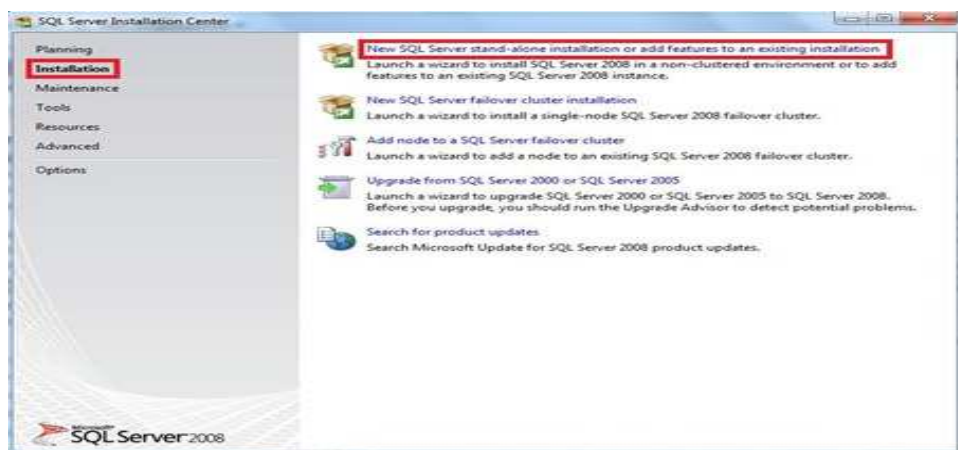 SQL Server Installation Center
Planning
Installation
Maintenance
Tools
Resources
Advanced
Options
New SQL Server stand-alone installation or add features to an existing installation
Launch a wizard to install SQL Server 2008 in a non-clustered environment or to add
features to an existing SQL Server 2008 instance.
New SQL Server failover cluster installation
Launch a wizard to install a single-node SQL Server 2008 failover cluster.
Add node to a SQL Server failover cluster
Launch a wizard to add a node to an existing SQL Server 2008 failover cluster.
Upgrade from SQL Server 2000 or SQL Server 2005
Launch a wizard to upgrade SQL Server 2000 or SQL Server 2005 to SQL Server 2008.
Before you upgrade, you should run the Upgrade Advisor to detect potential problems.
Search for product updates
Search Microsoft Update for SQL Server 2008 product updates.
Microsoft
SQL Server 2008